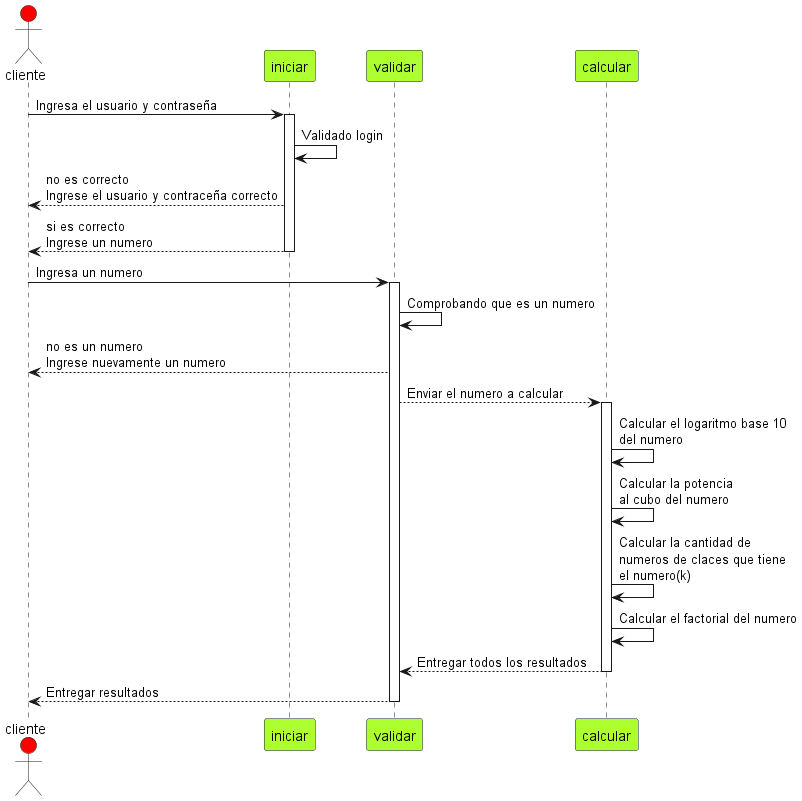 cliente
iniciar
validar
calcular
Ingresa el usuario y contraseña
Validado login
no es correcto
Ingrese el usuario y contraceña correcto
si es correcto
Ingrese un numero
Ingresa un numero
Comprobando que es un numero
no es un numero
Ingrese nuevamente un numero
Enviar el numero a calcular
Calcular el logaritmo base 10
del numero
Calcular la potencia
al cubo del numero
Calcular la cantidad de
numeros de claces que tiene
el numero(k)
Calcular el factorial del numero
Entregar todos los resultados
Entregar resultados
cliente
iniciar
validar
calcular